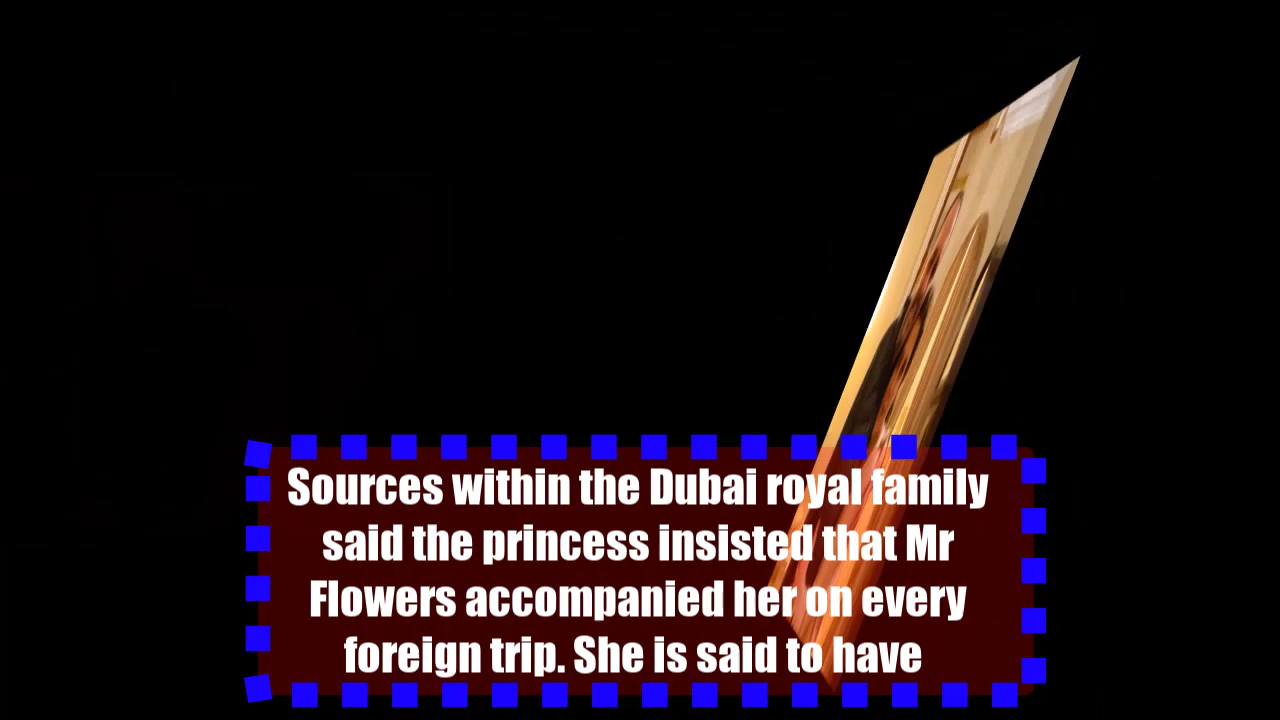 Sources within the Dubai royal family
said the princess insisted that Mr
Flowers accompanied her on every
foreign trip. She is said to have